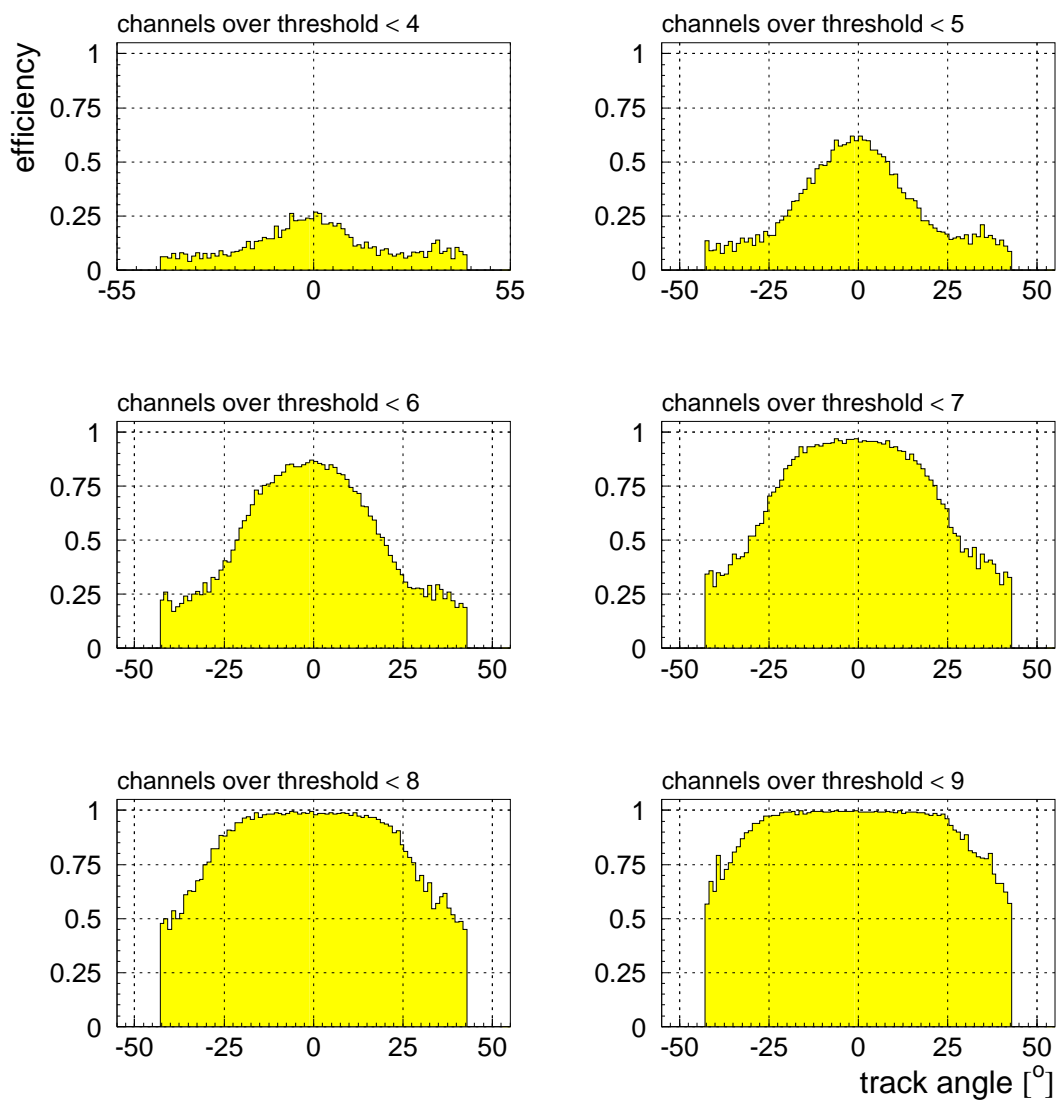 channels over threshold < 4
efficiency
1
0.75
0.5
0.25
0
-55 0 55
channels over threshold < 5
1
0.75
0.5
0.25
0
-50 -25 0 25 50
channels over threshold < 6
1
0.75
0.5
0.25
0
-50 -25 0 25 50
channels over threshold < 7
1
0.75
0.5
0.25
0
-50 -25 0 25 50
channels over threshold < 8
1
0.75
0.5
0.25
0
-50 -25 0 25 50
channels over threshold < 9
1
0.75
0.5
0.25
0
-50 -25 0 25 50
track angle [°]